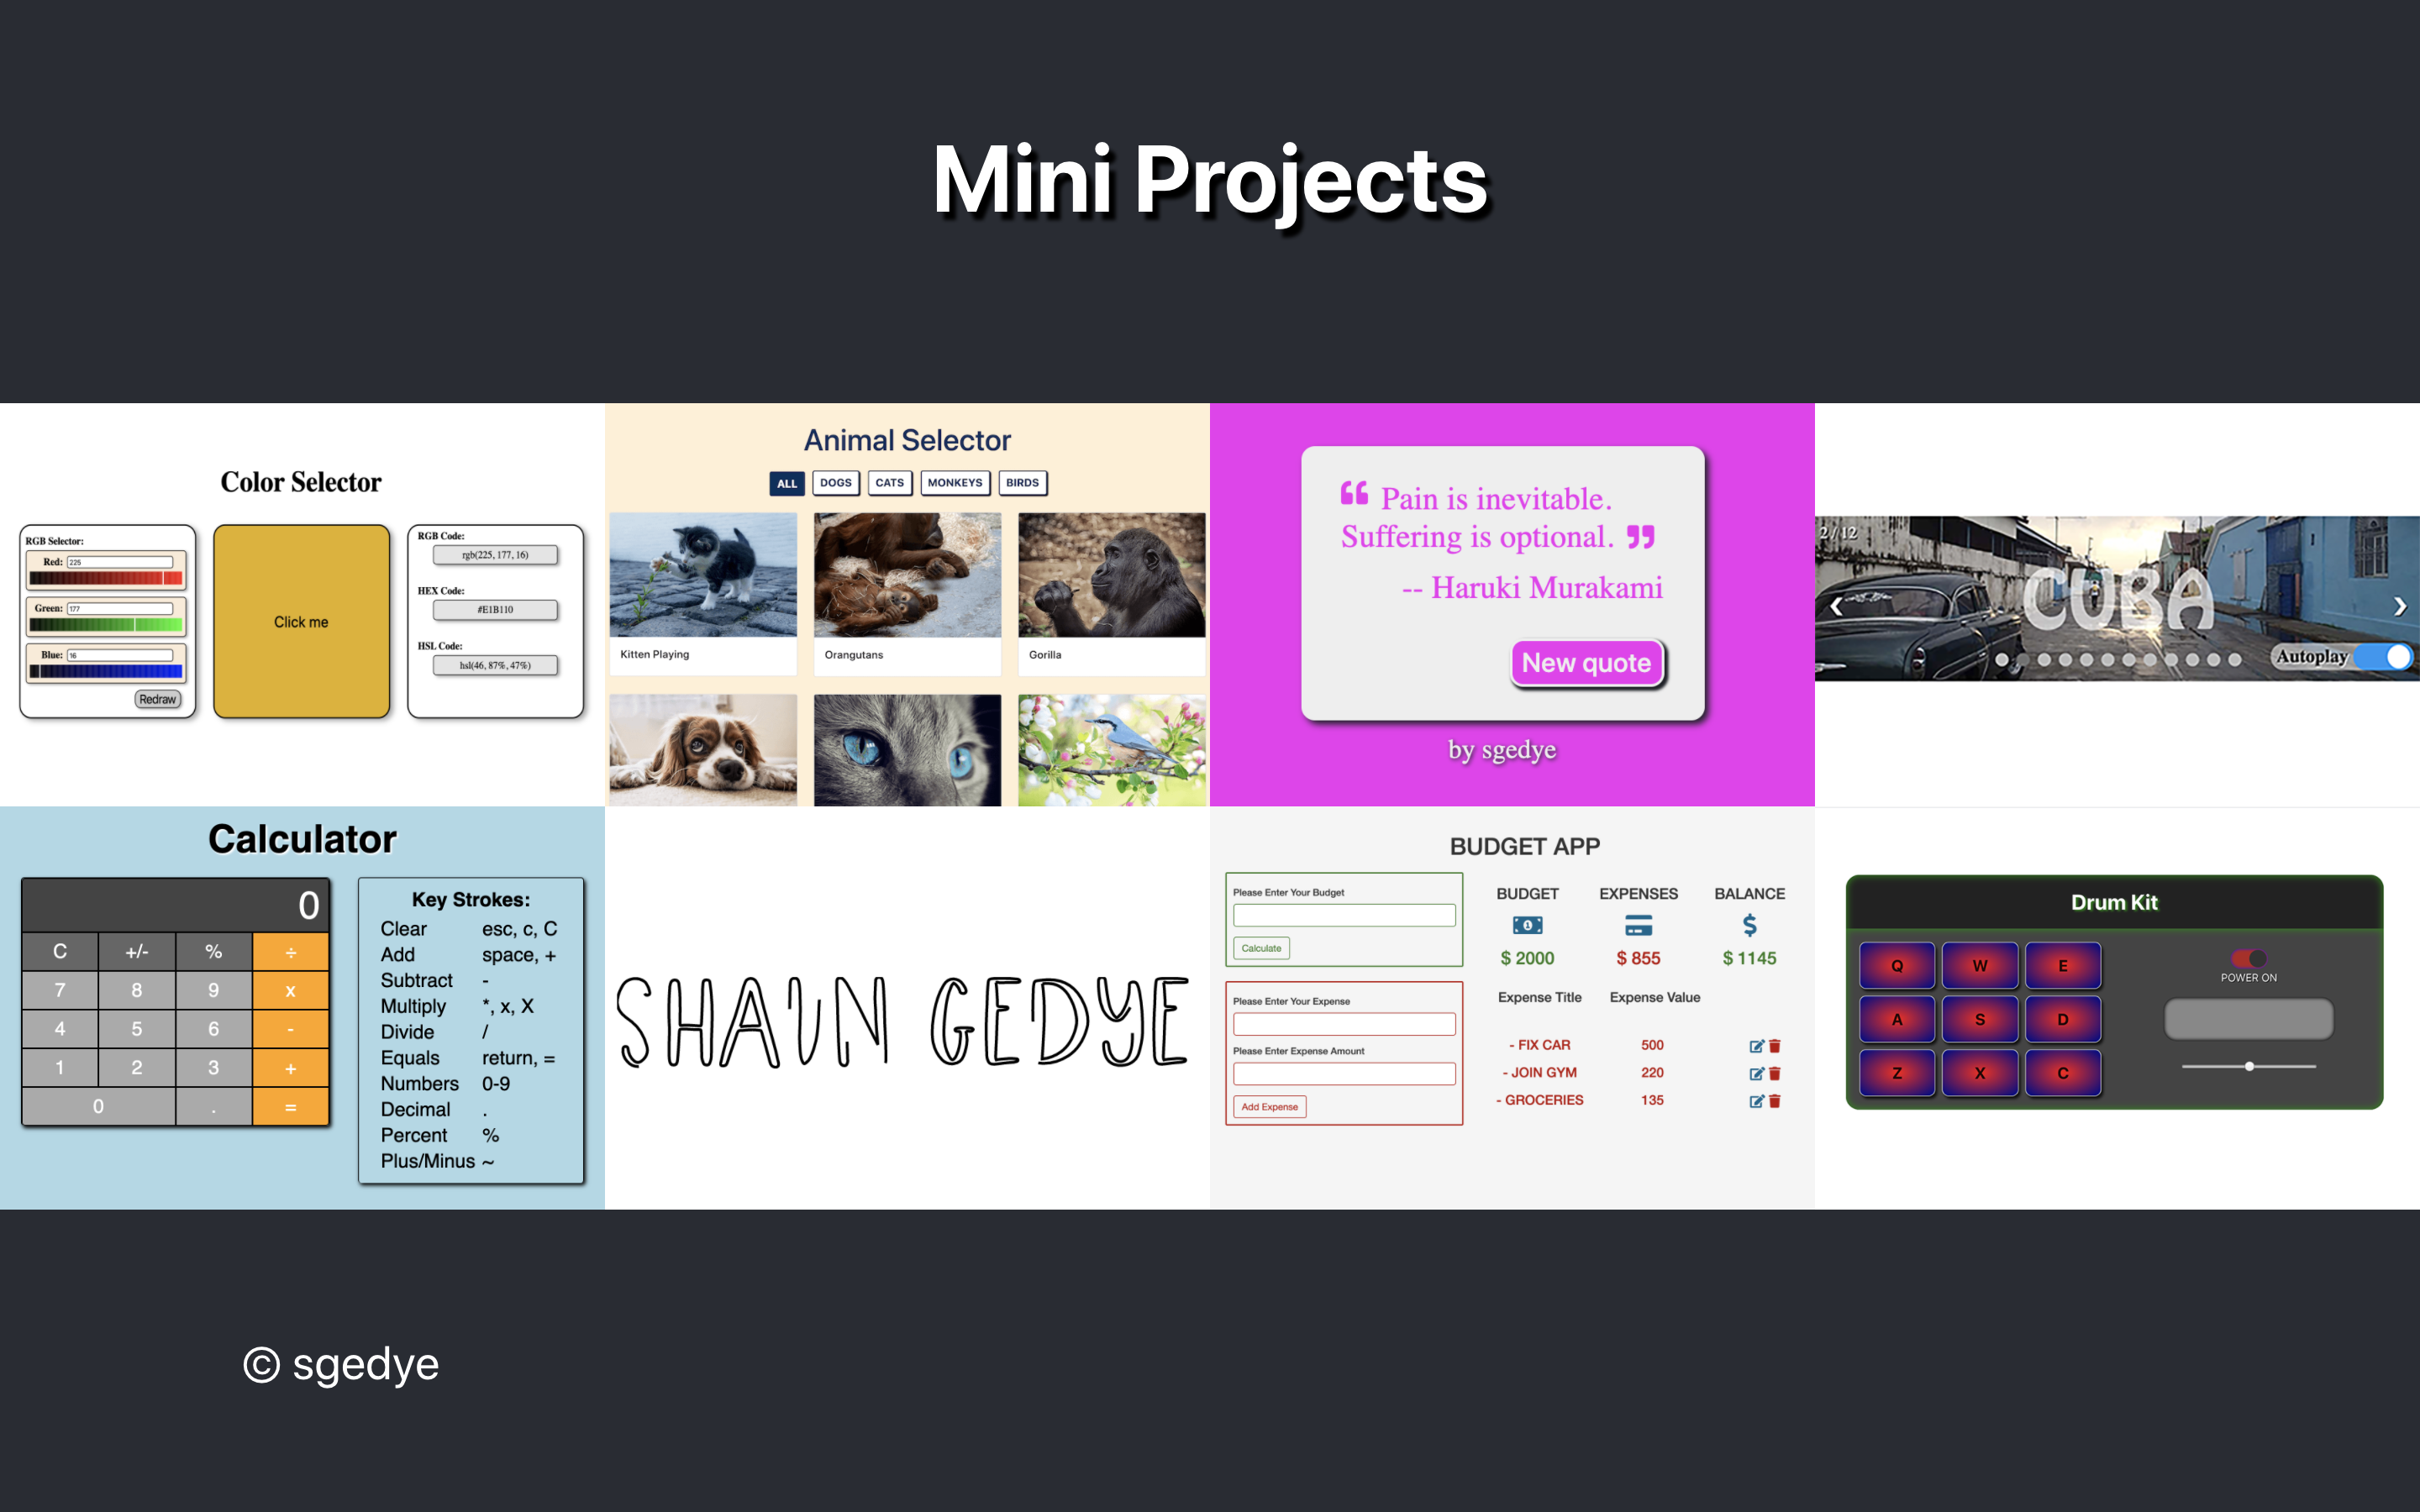 Mini Projects
Color Selector
RGB Selector:
Red: 225
Green: 177
Blue: 16
Redraw
Click me
RGB Code:
rgb(225, 177, 16)
HEX Code:
#E1B110
HSL Code:
hsl(46, 87%, 47%)
Animal Selector
ALL DOGS CATS MONKEYS BIRDS
Kitten Playing
Orangutans
Gorilla
“ Pain is inevitable.
Suffering is optional. ”
-- Haruki Murakami
New quote
by sgedye
2 / 12
CUBA
❮ ❯
Autoplay
Calculator
0
C +/- % ÷
7 8 9 x
4 5 6 -
1 2 3 +
0 . =
Key Strokes:
Clear esc, c, C
Add space, +
Subtract -
Multiply *, x, X
Divide /
Equals return, =
Numbers 0-9
Decimal .
Percent %
Plus/Minus ~
SHAUN GEDYE
BUDGET APP
Please Enter Your Budget
Calculate
Please Enter Your Expense
Please Enter Expense Amount
Add Expense
BUDGET EXPENSES BALANCE
$ 2000 $ 855 $ 1145
Expense Title Expense Value
- FIX CAR 500
- JOIN GYM 220
- GROCERIES 135
Drum Kit
Q W E
A S D
Z X C
POWER ON
© sgedye